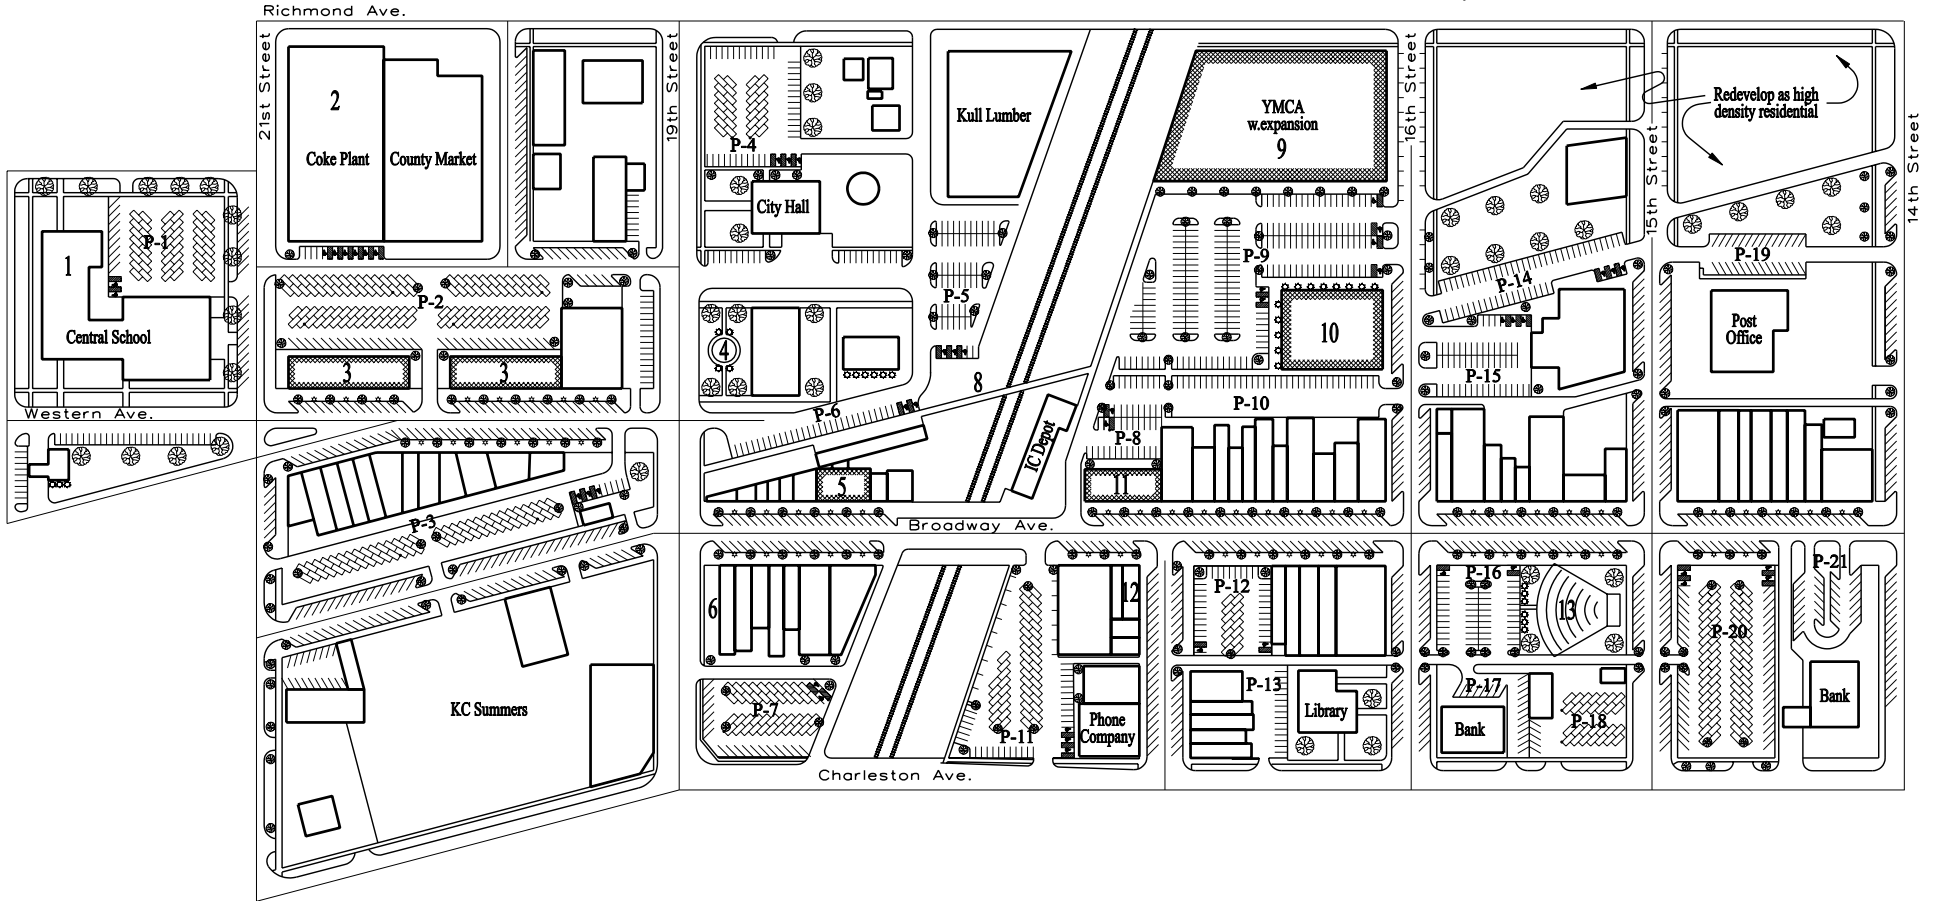 Richmond Ave.
21st Street
19th Street
16th Street
15th Street
14th Street
2
Coke Plant
County Market
P-4
City Hall
Kull Lumber
YMCA
w.expansion
9
Redevelop as high
density residential
1
P-1
Central School
P-2
3
3
4
P-5
P-6
8
P-9
10
P-14
P-15
P-19
Post
Office
Western Ave.
P-10
P-8
IC Depot
11
5
P-3
Broadway Ave.
6
12
P-12
P-16
13
P-20
P-21
KC Summers
P-7
P-11
Phone
Company
P-13
Library
P-17
Bank
P-18
Bank
Charleston Ave.